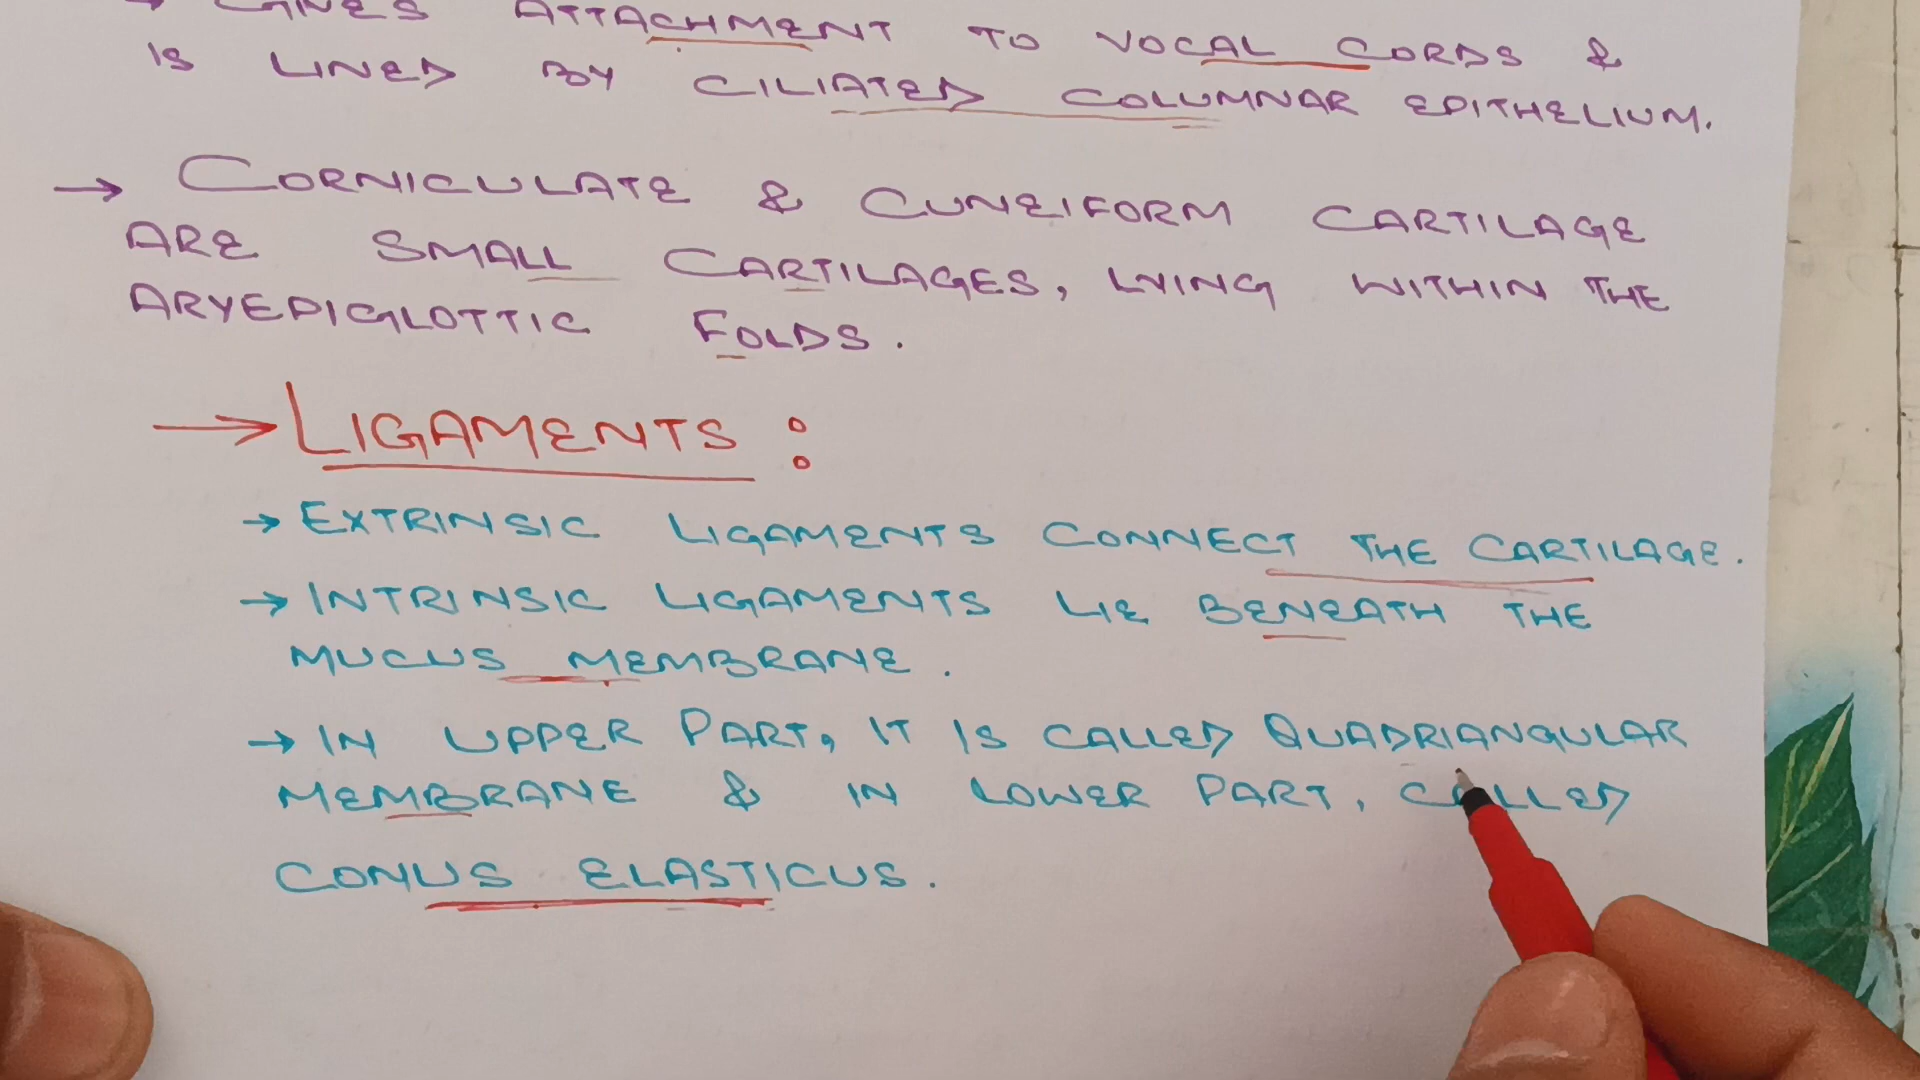 → GIVES ATTACHMENT TO VOCAL CORDS &
IS LINED BY CILIATED COLUMNAR EPITHELIUM.
→ CORNICULATE & CUNEIFORM CARTILAGE
ARE SMALL CARTILAGES, LYING WITHIN THE
ARYEPIGLOTTIC FOLDS.
→ LIGAMENTS :
→ EXTRINSIC LIGAMENTS CONNECT THE CARTILAGE.
→ INTRINSIC LIGAMENTS LIE BENEATH THE
MUCUS MEMBRANE.
→ IN UPPER PART, IT IS CALLED QUADRIANGULAR
MEMBRANE & IN LOWER PART, CALLED
CONUS ELASTICUS.